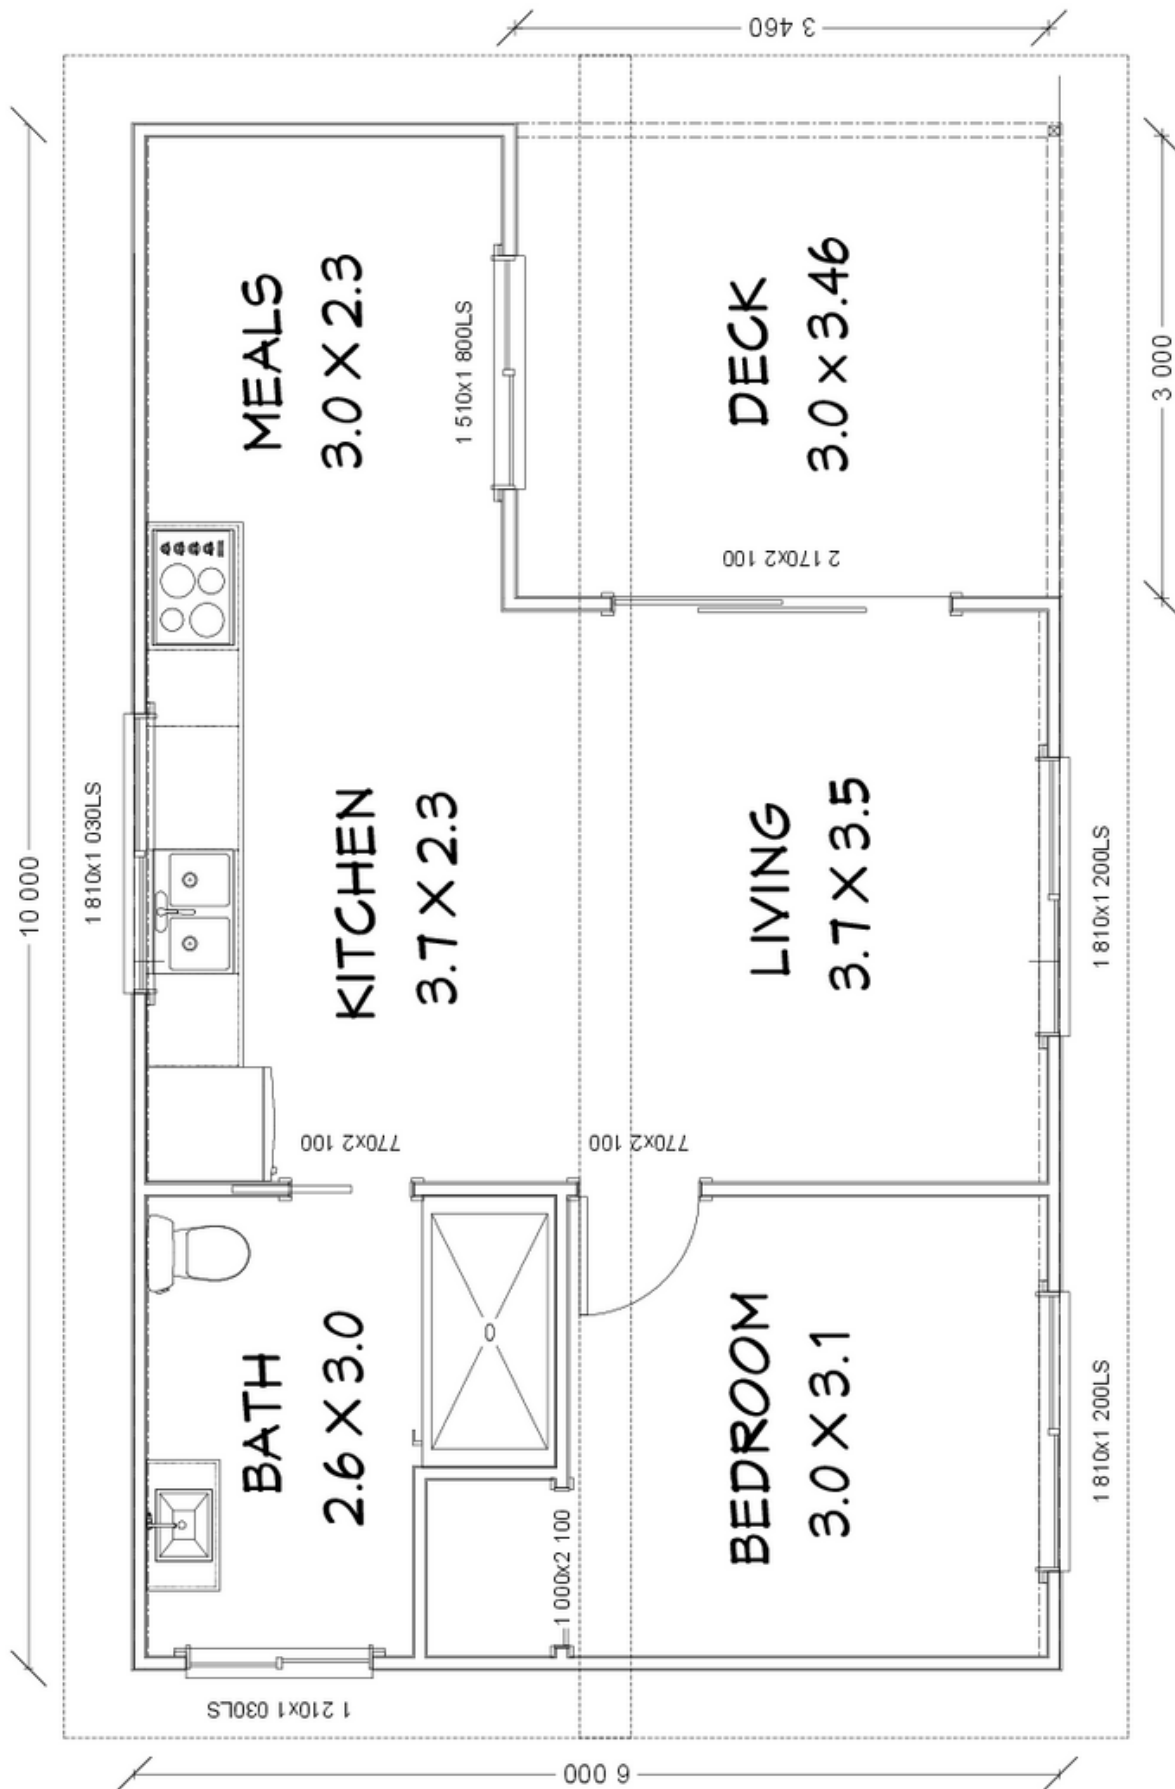 10 000
1 810x1 030LS
BATH
2.6 X 3.0
KITCHEN
3.7 X 2.3
MEALS
3.0 X 2.3
1 210x1 030LS
770x2 100
1 510x1 800LS
6 000
1 000x2 100
770x2 100
2 170x2 100
3 460
BEDROOM
3.0 X 3.1
LIVING
3.7 X 3.5
DECK
3.0 x 3.46
1 810x1 200LS
1 810x1 200LS
3 000